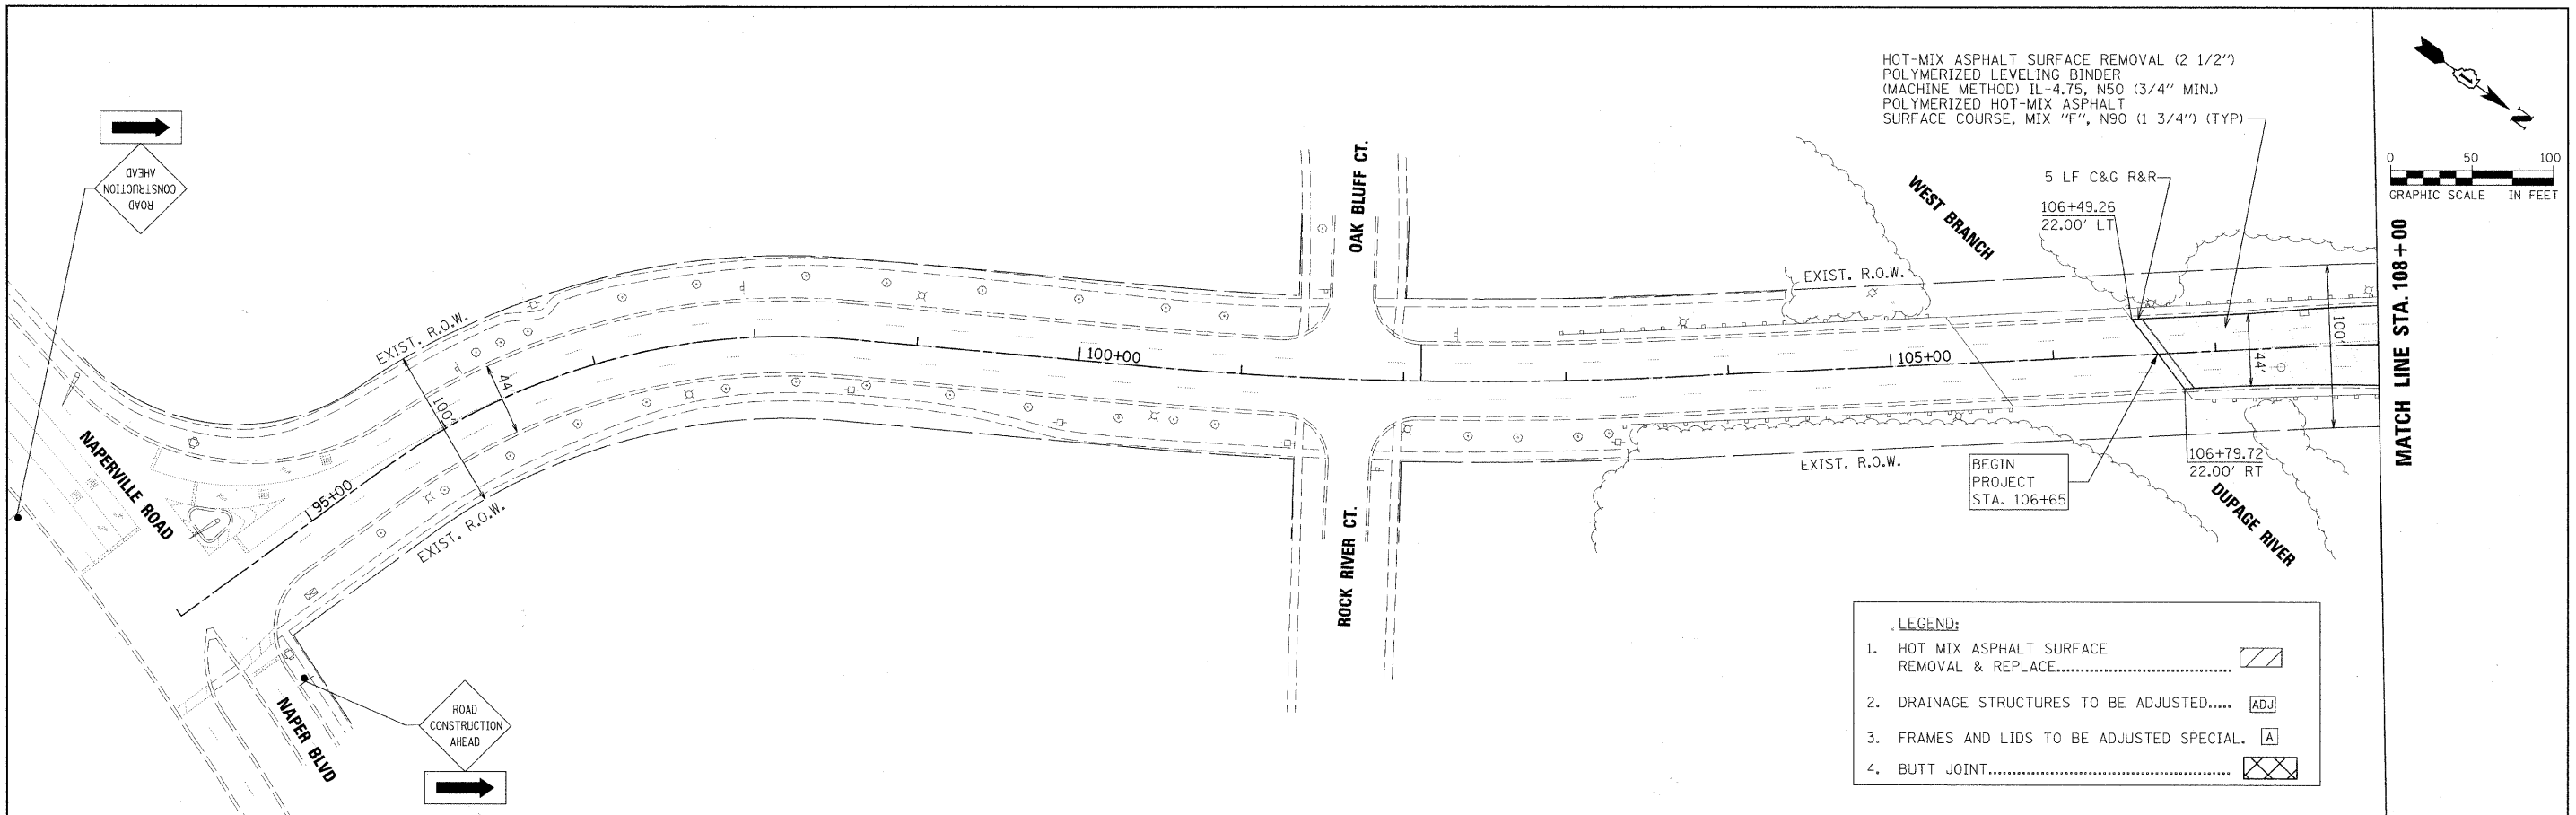 HOT-MIX ASPHALT SURFACE REMOVAL (2 1/2")
POLYMERIZED LEVELING BINDER
(MACHINE METHOD) IL-4.75, N50 (3/4" MIN.)
POLYMERIZED HOT-MIX ASPHALT
SURFACE COURSE, MIX "F", N90 (1 3/4") (TYP)
N
0 50 100
GRAPHIC SCALE IN FEET
ROAD
CONSTRUCTION
AHEAD
OAK BLUFF CT.
WEST BRANCH
5 LF C&G R&R
106+49.26
22.00' LT
EXIST. R.O.W.
EXIST. R.O.W.
100'
44'
100+00
105+00
44'
100'
MATCH LINE STA. 108+00
95+00
NAPERVILLE ROAD
EXIST. R.O.W.
EXIST. R.O.W.
BEGIN
PROJECT
STA. 106+65
106+79.72
22.00' RT
DUPAGE RIVER
ROCK RIVER CT.
NAPER BLVD
ROAD
CONSTRUCTION
AHEAD
LEGEND:
1. HOT MIX ASPHALT SURFACE
REMOVAL & REPLACE
2. DRAINAGE STRUCTURES TO BE ADJUSTED..... ADJ
3. FRAMES AND LIDS TO BE ADJUSTED SPECIAL. A
4. BUTT JOINT